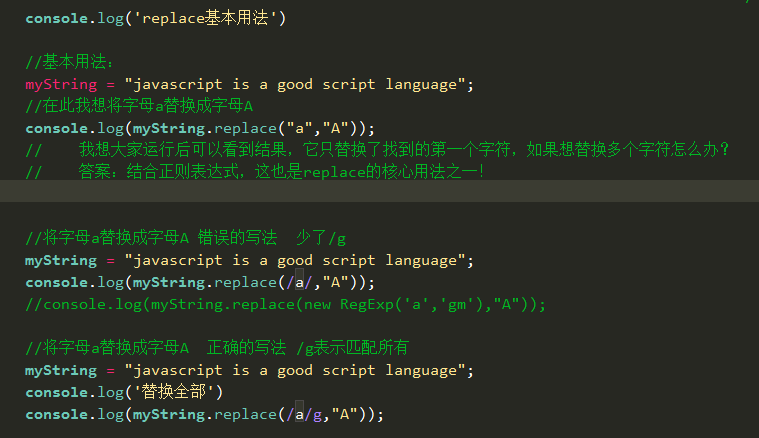 console.log('replace基本用法')
//基本用法：
myString = "javascript is a good script language";
//在此我想将字母a替换成字母A
console.log(myString.replace("a","A"));
//    我想大家运行后可以看到结果，它只替换了找到的第一个字符，如果想替换多个字符怎么办？
//    答案：结合正则表达式，这也是replace的核心用法之一！
//将字母a替换成字母A 错误的写法  少了/g
myString = "javascript is a good script language";
console.log(myString.replace(/a/,"A"));
//console.log(myString.replace(new RegExp('a','gm'),"A"));
//将字母a替换成字母A  正确的写法 /g表示匹配所有
myString = "javascript is a good script language";
console.log('替换全部')
console.log(myString.replace(/a/g,"A"));